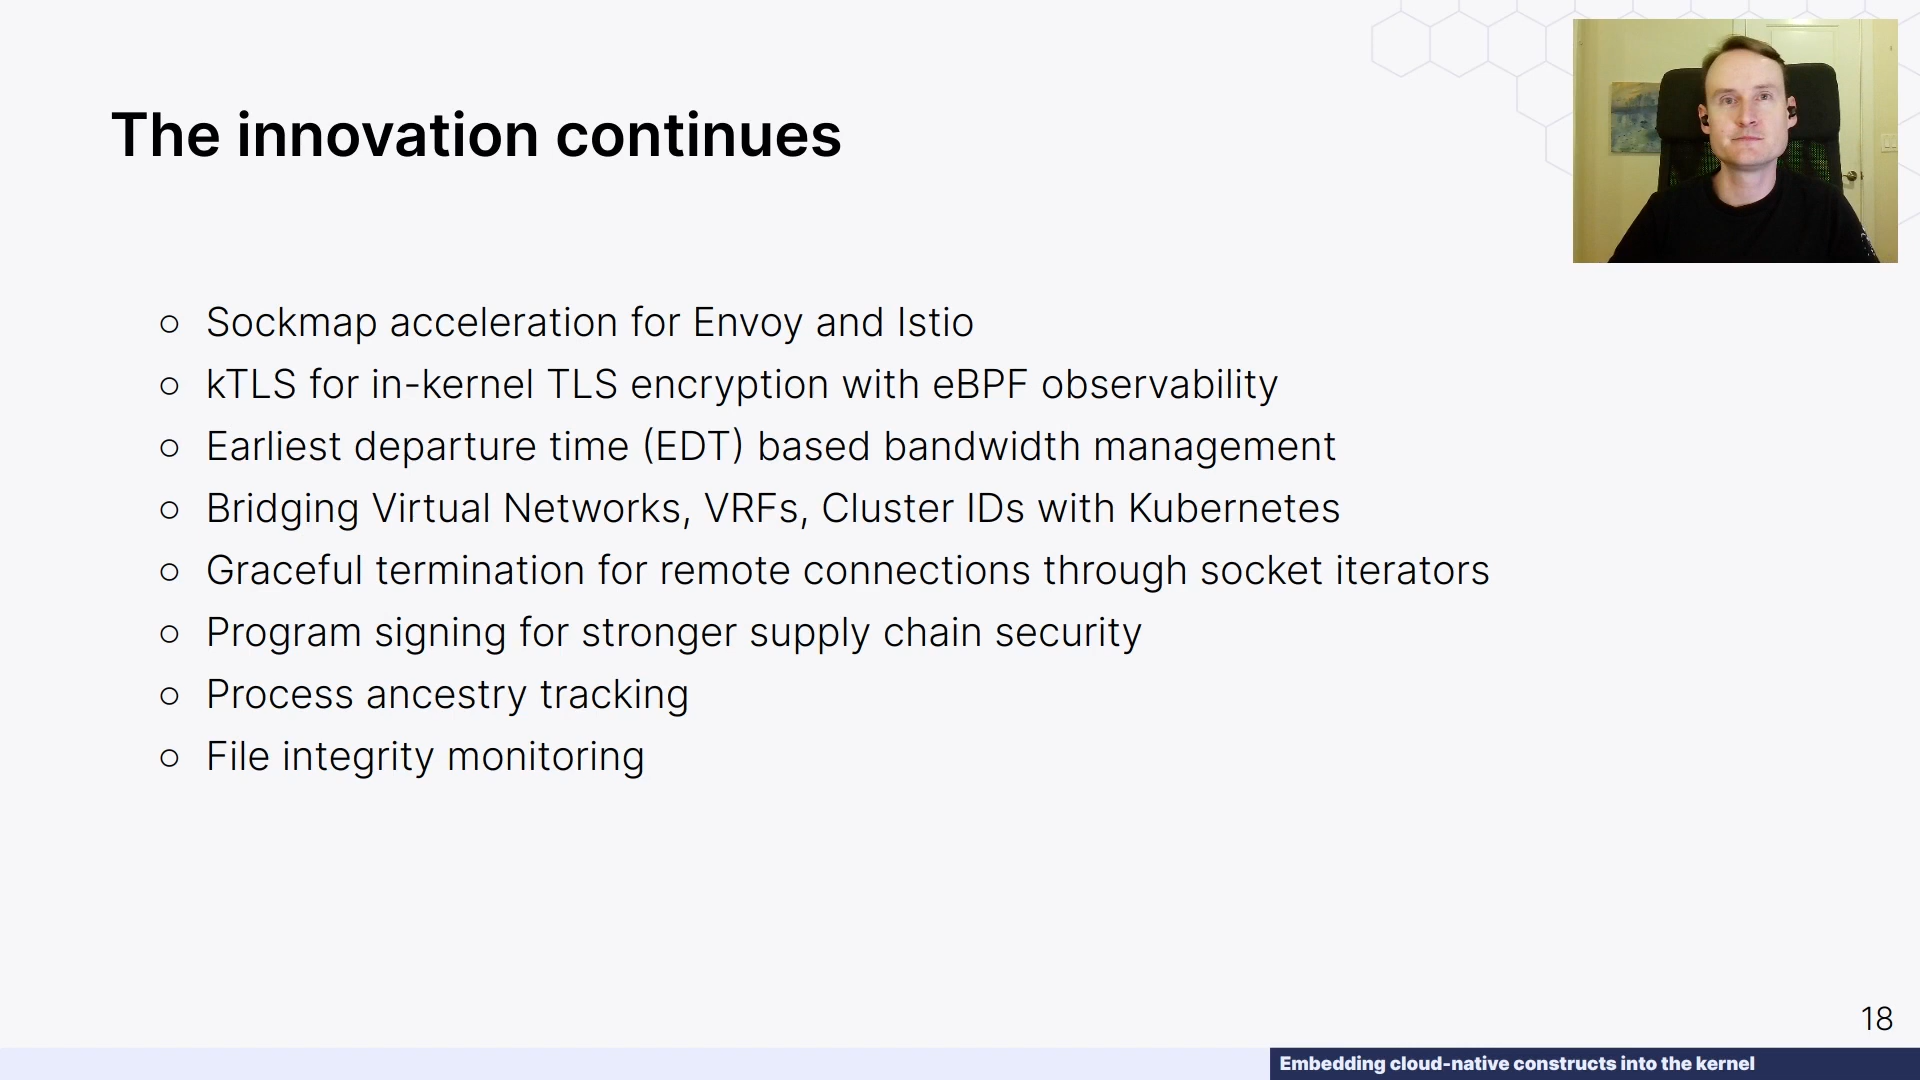 The innovation continues
○ Sockmap acceleration for Envoy and Istio
○ kTLS for in-kernel TLS encryption with eBPF observability
○ Earliest departure time (EDT) based bandwidth management
○ Bridging Virtual Networks, VRFs, Cluster IDs with Kubernetes
○ Graceful termination for remote connections through socket iterators
○ Program signing for stronger supply chain security
○ Process ancestry tracking
○ File integrity monitoring
18
Embedding cloud-native constructs into the kernel